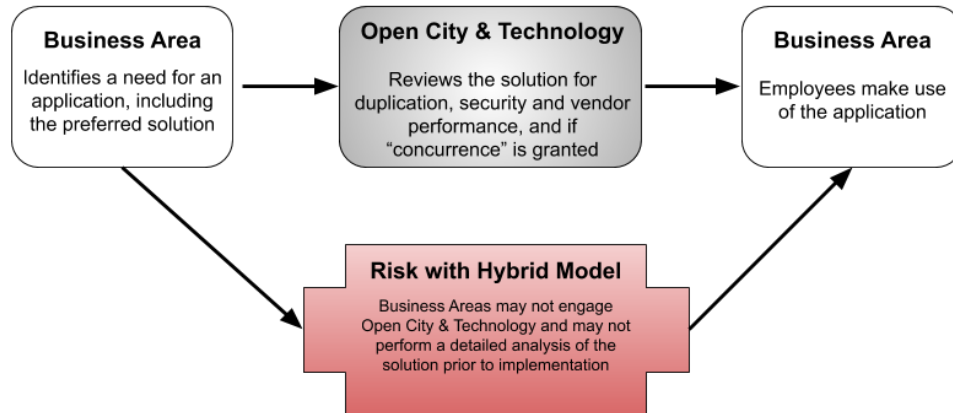 Business Area
Identifies a need for an
application, including
the preferred solution
Open City & Technology
Reviews the solution for
duplication, security and
vendor
performance, and if
“concurrence” is granted
Business Area
Employees make use
of the application
Risk with Hybrid Model
Business Areas may not engage
Open City & Technology and may not
perform a detailed analysis of the
solution prior to implementation